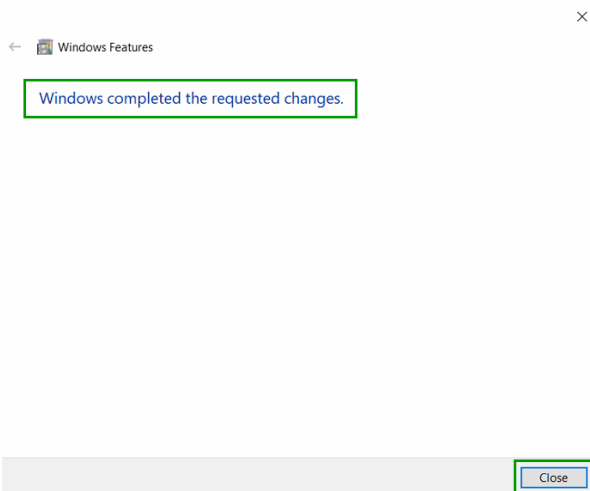 Windows Features
Windows completed the requested changes.
Close